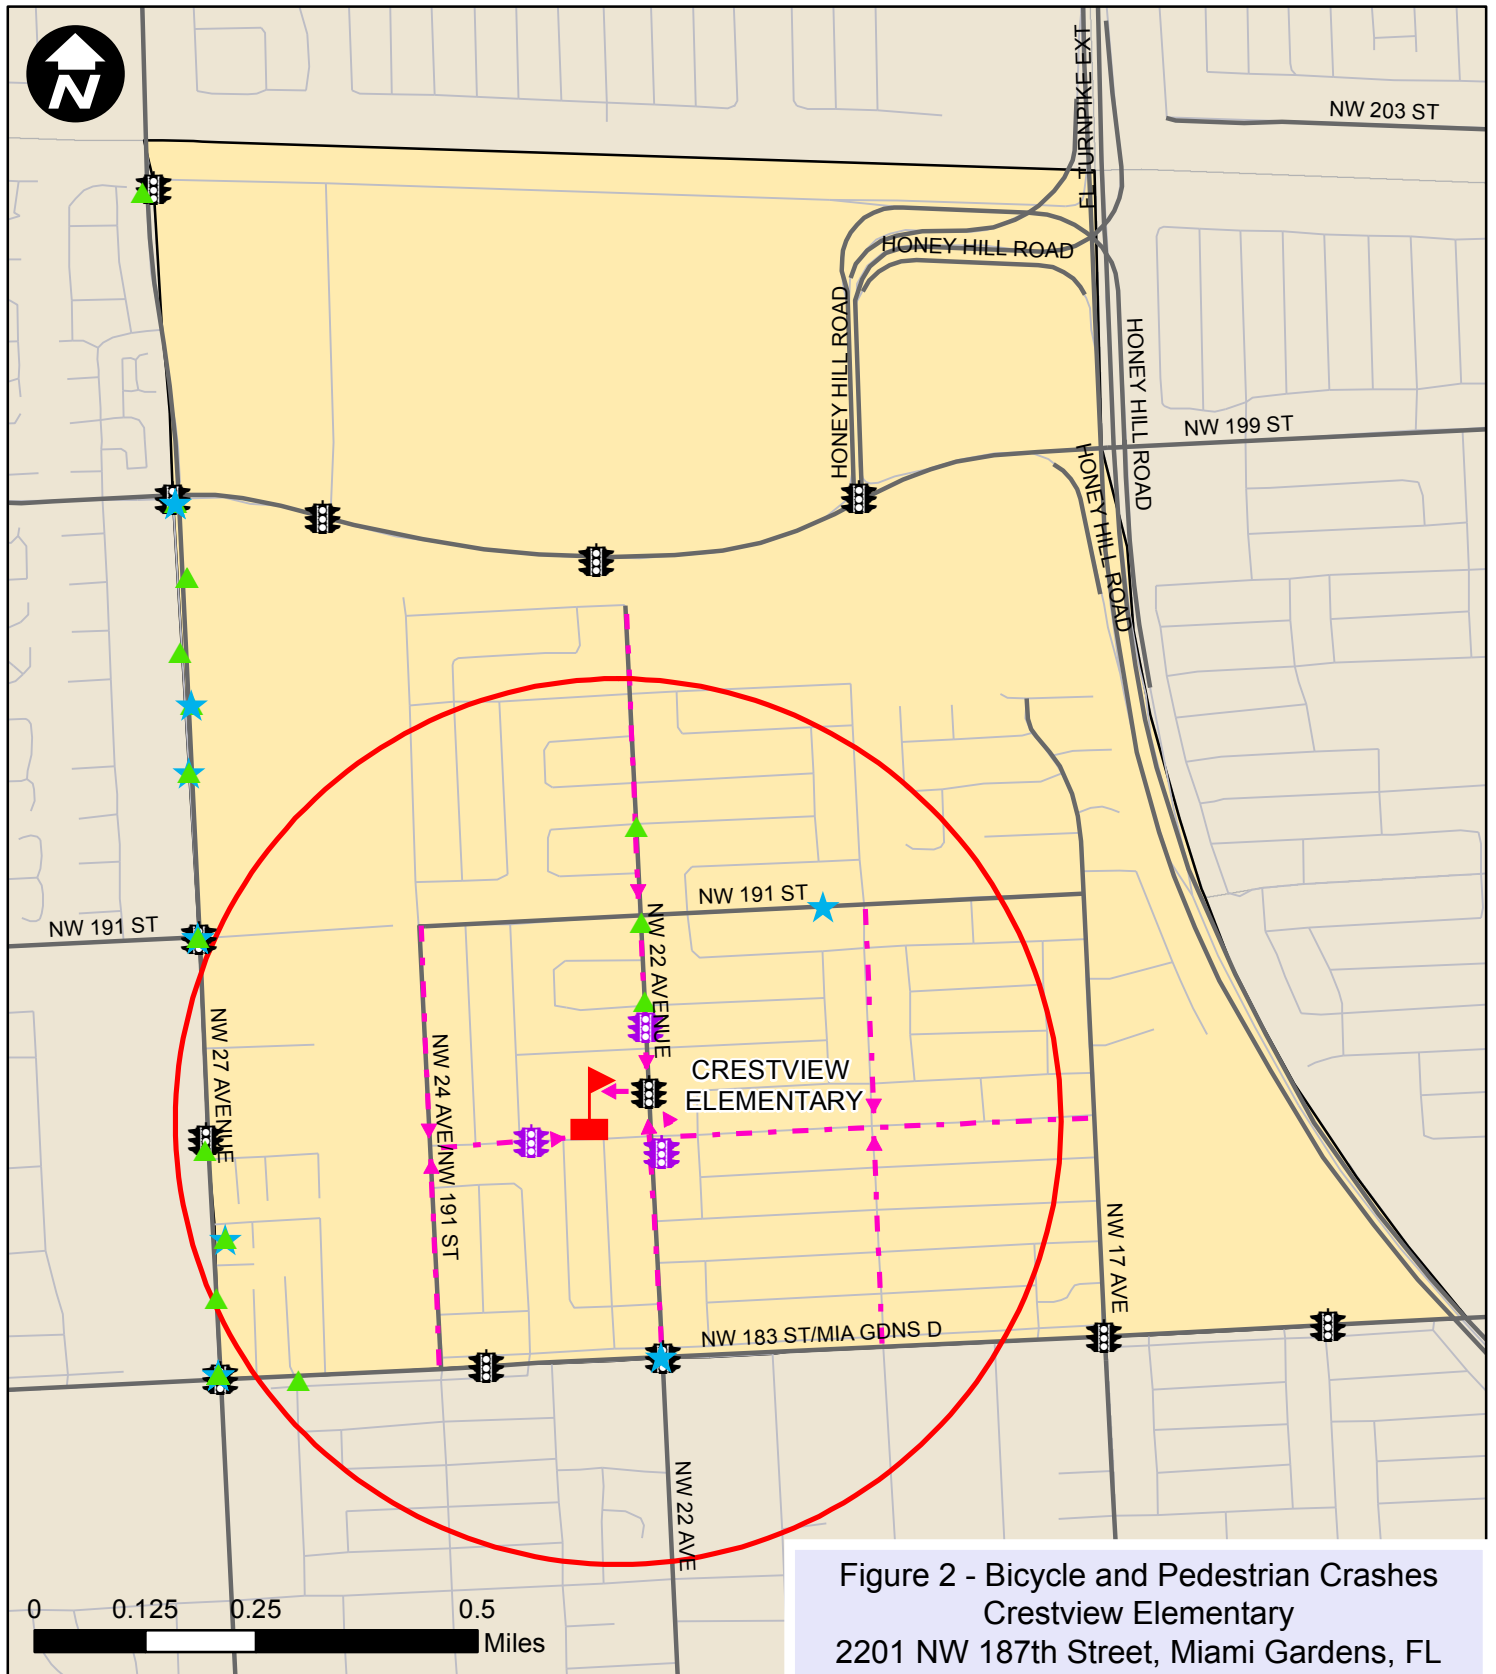 N
FL TURNPIKE EXT
NW 203 ST
HONEY HILL ROAD
HONEY HILL ROAD
HONEY HILL ROAD
NW 199 ST
HONEY HILL ROAD
NW 191 ST
NW 191 ST
NW 22 AVENUE
NW 27 AVENUE
NW 24 AVE/NW 191 ST
CRESTVIEW
ELEMENTARY
NW 17 AVE
NW 183 ST/MIA GDNS D
NW 22 AVE
0 0.125 0.25 0.5
Miles
Figure 2 - Bicycle and Pedestrian Crashes
Crestview Elementary
2201 NW 187th Street, Miami Gardens, FL